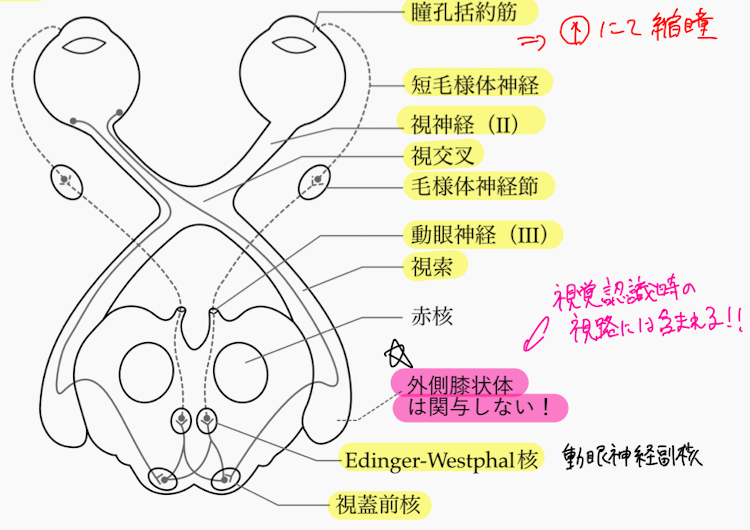 瞳孔括約筋
⇒ ↑ にて縮瞳
短毛様体神経
視神経（II）
視交叉
毛様体神経節
動眼神経（III）
視索
視覚認識時の
視路には含まれる!!
赤核
☆
外側膝状体
は関与しない！
Edinger-Westphal核 動眼神経副核
視蓋前核